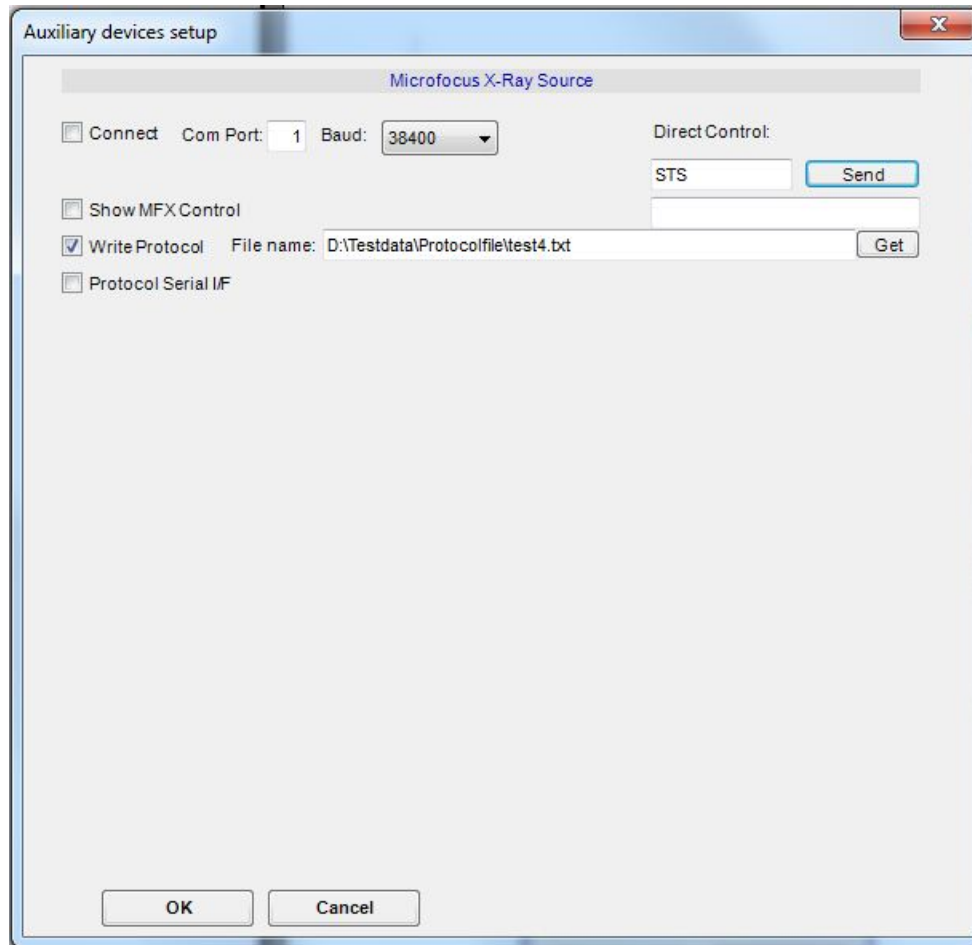 Auxiliary devices setup
Microfocus X-Ray Source
Connect Com Port: 1 Baud: 38400 Direct Control:
STS Send
Show MFX Control
Write Protocol File name: D:\Testdata\Protocolfile\test4.txt Get
Protocol Serial I/F
OK Cancel